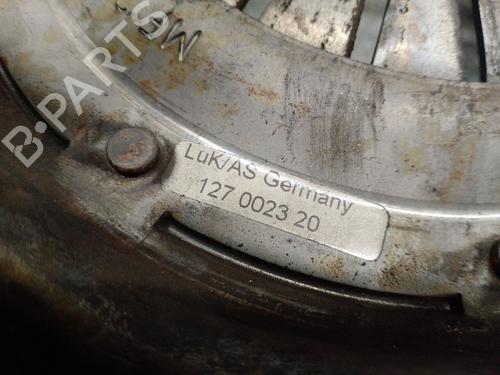 LuK/AS Germany
127 0023 20
B-PARTS